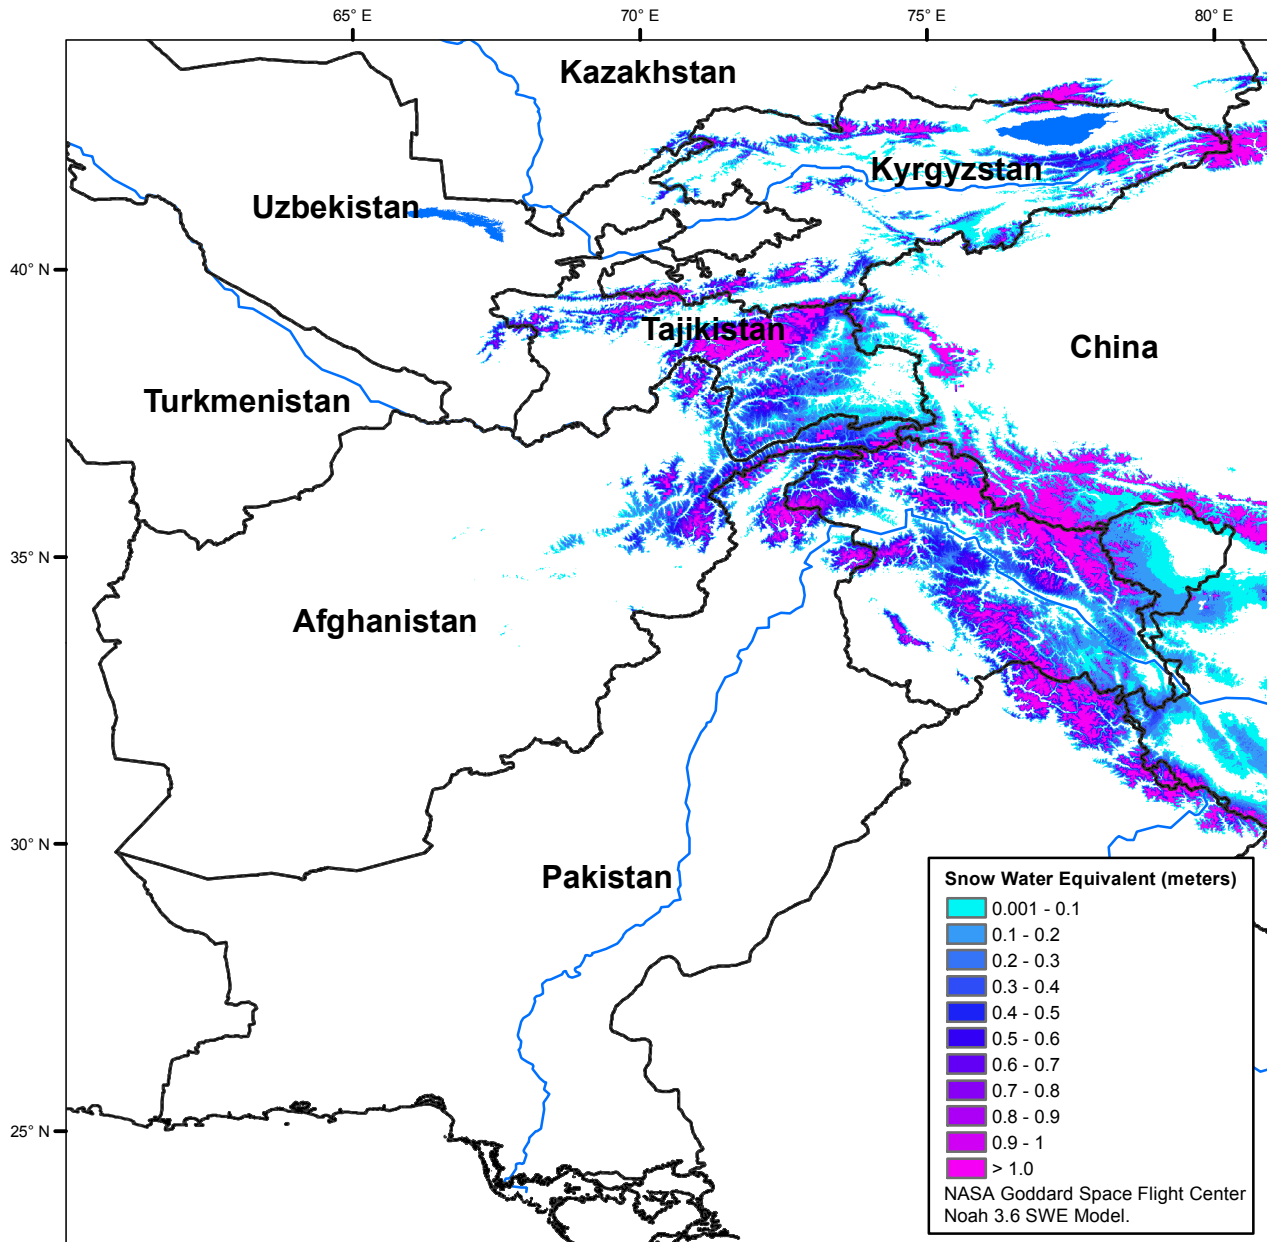 65° E
70° E
75° E
80° E
Kazakhstan
Kyrgyzstan
Uzbekistan
40° N
Tajikistan
China
Turkmenistan
35° N
Afghanistan
30° N
Pakistan
25° N
Snow Water Equivalent (meters)
0.001 - 0.1
0.1 - 0.2
0.2 - 0.3
0.3 - 0.4
0.4 - 0.5
0.5 - 0.6
0.6 - 0.7
0.7 - 0.8
0.8 - 0.9
0.9 - 1
> 1.0
NASA Goddard Space Flight Center
Noah 3.6 SWE Model.